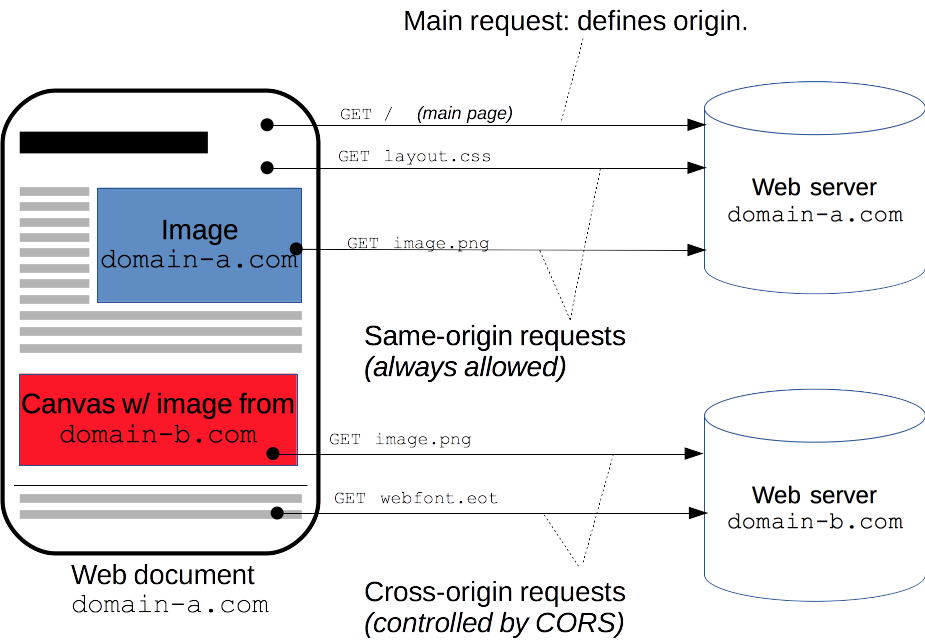 Main request: defines origin.
GET / (main page)
GET layout.css
Image
domain-a.com
GET image.png
Web server
domain-a.com
Same-origin requests
(always allowed)
Canvas w/ image from
domain-b.com
GET image.png
GET webfont.eot
Web server
domain-b.com
Web document
domain-a.com
Cross-origin requests
(controlled by CORS)